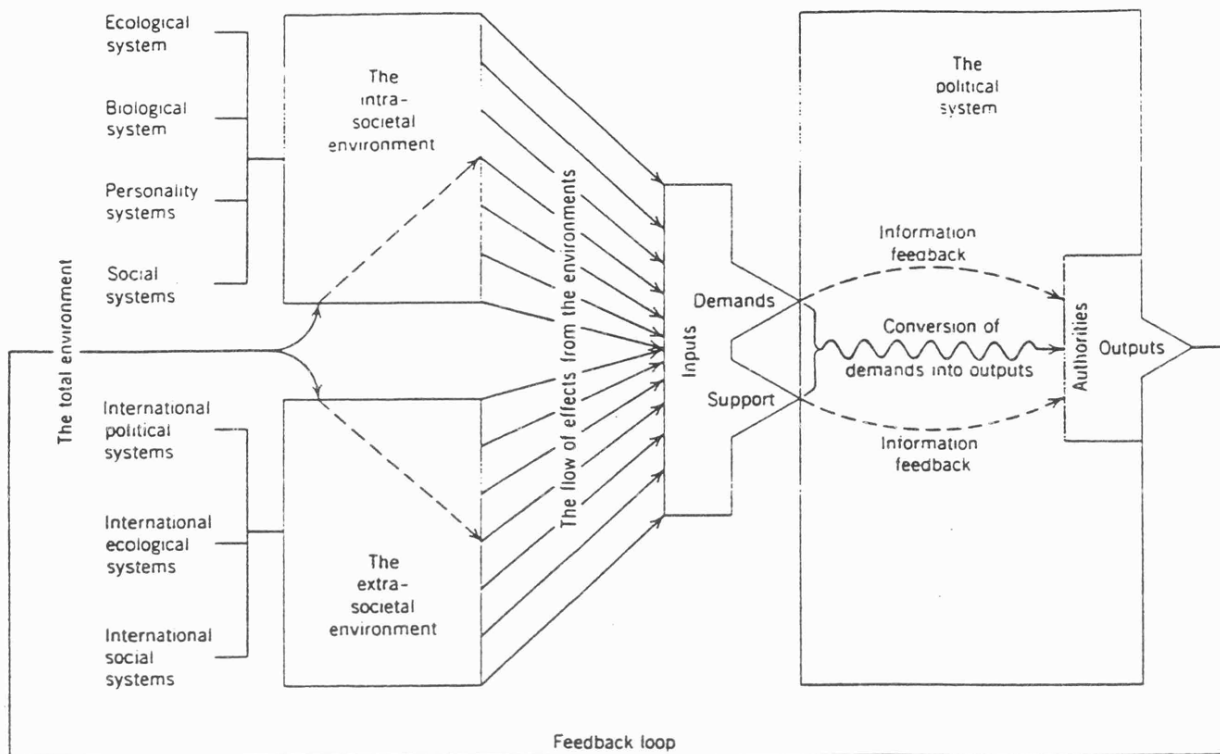 Ecological
system
Biological
system
Personality
systems
Social
systems
The total environment
International
political
systems
International
ecological
systems
International
social
systems
The
intra-
societal
environment
The
extra-
societal
environment
The flow of effects from the environments
Inputs
Demands
Support
The
political
system
Information
feedback
Conversion of
demands into outputs
Information
feedback
Authorities
Outputs
Feedback loop